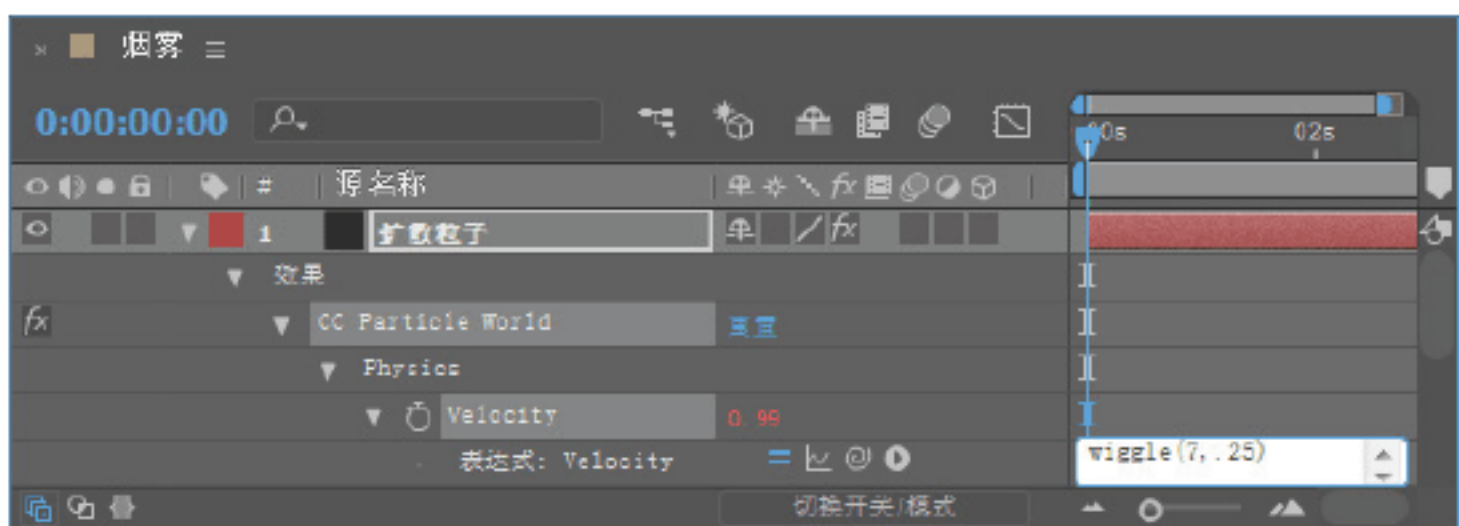 烟雾
0:00:00:00
00s 02s
# 源名称
1 扩散粒子
效果
fx CC Particle World 重置
Physics
Velocity 0.99
表达式: Velocity wiggle(7,.25)
切换开关/模式